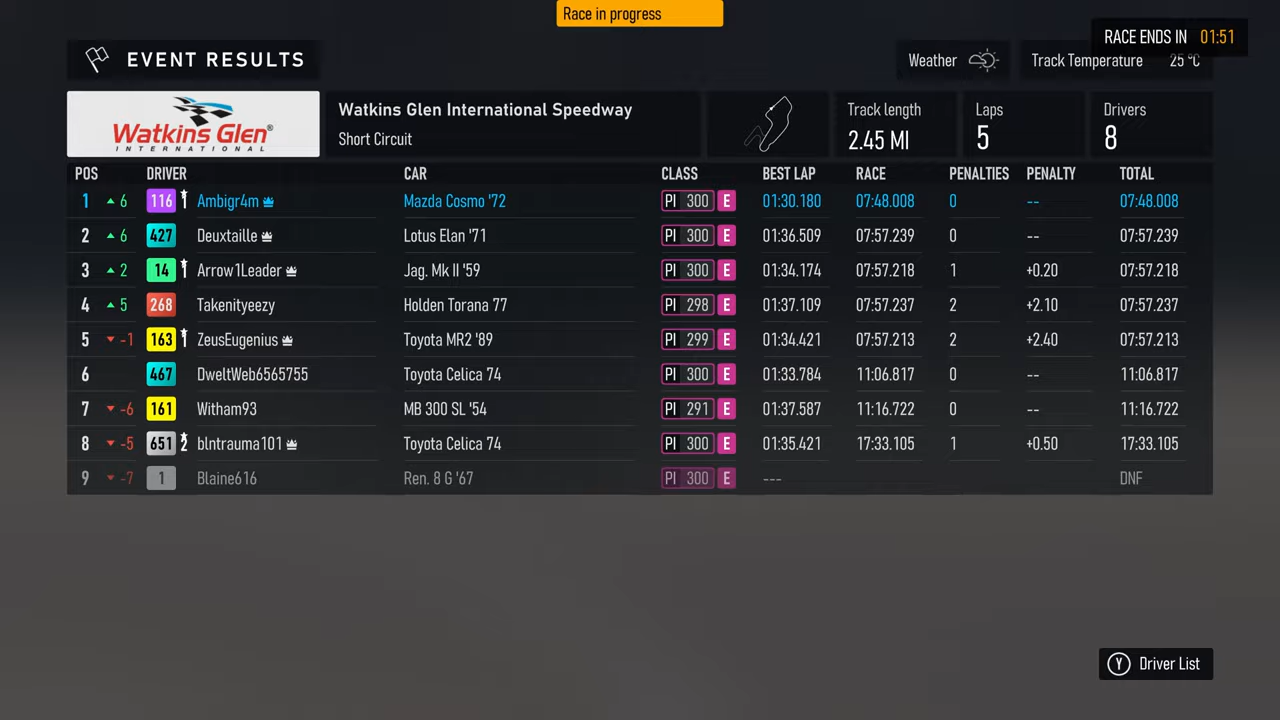 Race in progress
RACE ENDS IN 01:51
EVENT RESULTS
Weather
Track Temperature 25 °C
Watkins Glen®
INTERNATIONAL
Watkins Glen International Speedway
Short Circuit
Track length
2.45 MI
Laps
5
Drivers
8
POS DRIVER CAR CLASS BEST LAP RACE PENALTIES PENALTY TOTAL
1 6 116 1 Ambigr4m Mazda Cosmo '72 PI 300 E 01:30.180 07:48.008 0 -- 07:48.008
2 6 427 Deuxtaille Lotus Elan '71 PI 300 E 01:36.509 07:57.239 0 -- 07:57.239
3 2 14 1 Arrow1Leader Jag. Mk II '59 PI 300 E 01:34.174 07:57.218 1 +0.20 07:57.218
4 5 268 Takenityeezy Holden Torana 77 PI 298 E 01:37.109 07:57.237 2 +2.10 07:57.237
5 -1 163 1 ZeusEugenius Toyota MR2 '89 PI 299 E 01:34.421 07:57.213 2 +2.40 07:57.213
6 467 DweltWeb6565755 Toyota Celica 74 PI 300 E 01:33.784 11:06.817 0 -- 11:06.817
7 -6 161 Witham93 MB 300 SL '54 PI 291 E 01:37.587 11:16.722 0 -- 11:16.722
8 -5 651 2 blntrauma101 Toyota Celica 74 PI 300 E 01:35.421 17:33.105 1 +0.50 17:33.105
9 -7 1 Blaine616 Ren. 8 G '67 PI 300 E --- DNF
Y Driver List